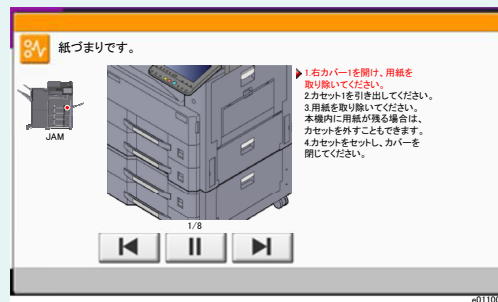 紙づまりです。
JAM
1.右カバー1を開け、用紙を
取り除いてください。
2.カセット1を引き出してください。
3.用紙を取り除いてください。
本機内に用紙が残る場合は、
カセットを外すこともできます。
4.カセットをセットし、カバーを
閉じてください。
1/8